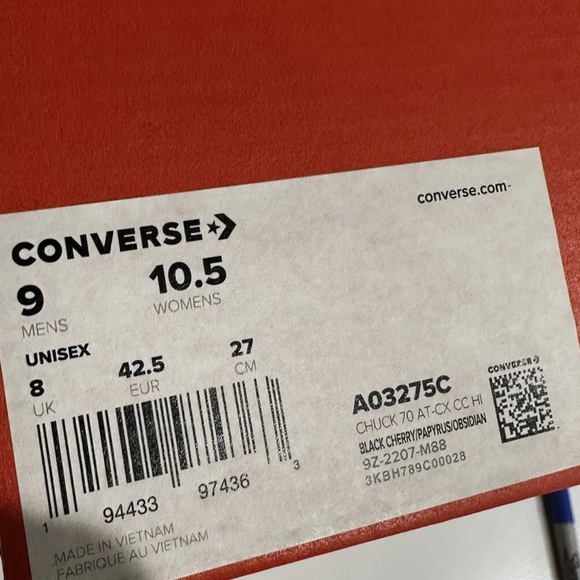 converse.com
CONVERSE
9 10.5
MENS WOMENS
UNISEX
8 42.5 27
UK EUR CM
1 94433 97436 3
MADE IN VIETNAM
FABRIQUE AU VIETNAM
CONVERSE
A03275C
CHUCK 70 AT-CX CC HI
BLACK CHERRY/PAPYRUS/OBSIDIAN
9Z-2207-M88
3KBH789C00028